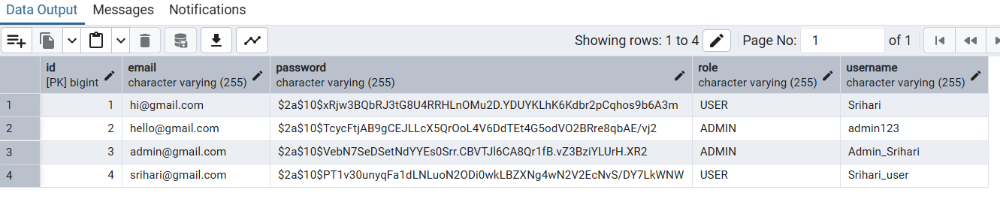 Data Output Messages Notifications
Showing rows: 1 to 4 Page No: 1 of 1
id email password role username
[PK] bigint character varying (255) character varying (255) character varying (255) character varying (255)
1 1 hi@gmail.com $2a$10$xRjw3BQbRJ3tG8U4RRHLnOMu2D.YDUYKLhK6Kdbr2pCqhos9b6A3m USER Srihari
2 2 hello@gmail.com $2a$10$TcycFtjAB9gCEJLLcX5QrOoL4V6DdTEt4G5odVO2BRre8qbAE/vj2 ADMIN admin123
3 3 admin@gmail.com $2a$10$VebN7SeDSetNdYYEs0Srr.CBVTJl6CA8Qr1fB.vZ3BziYLUrH.XR2 ADMIN Admin_Srihari
4 4 srihari@gmail.com $2a$10$PT1v30unyqFa1dLNLuoN2ODi0wkLBZXNg4wN2V2EcNvS/DY7LkWNW USER Srihari_user